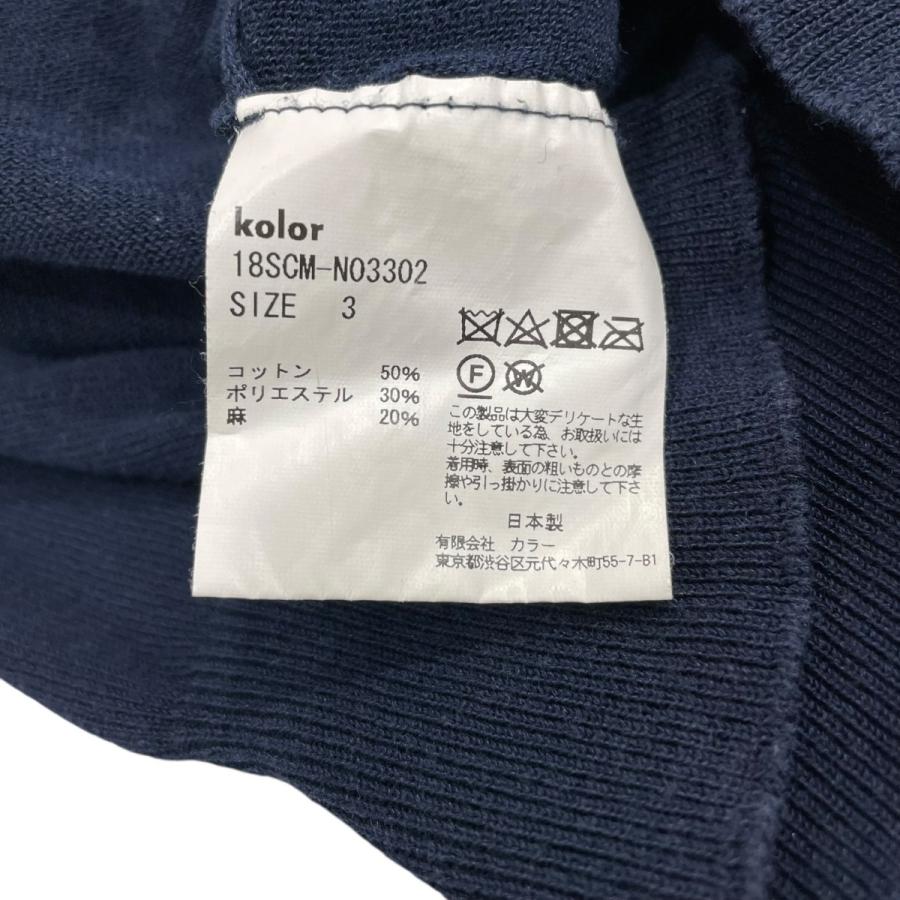 kolor
18SCM-N03302
SIZE 3
コットン 50%
ポリエステル 30%
麻 20%
F W
この製品は大変デリケートな生
地をしている為、お取扱いには
十分注意して下さい。
着用時、表面の粗いものとの摩
擦や引っ掛かりに注意して下さ
い。
日本製
有限会社 カラー
東京都渋谷区元代々木町55-7-B1